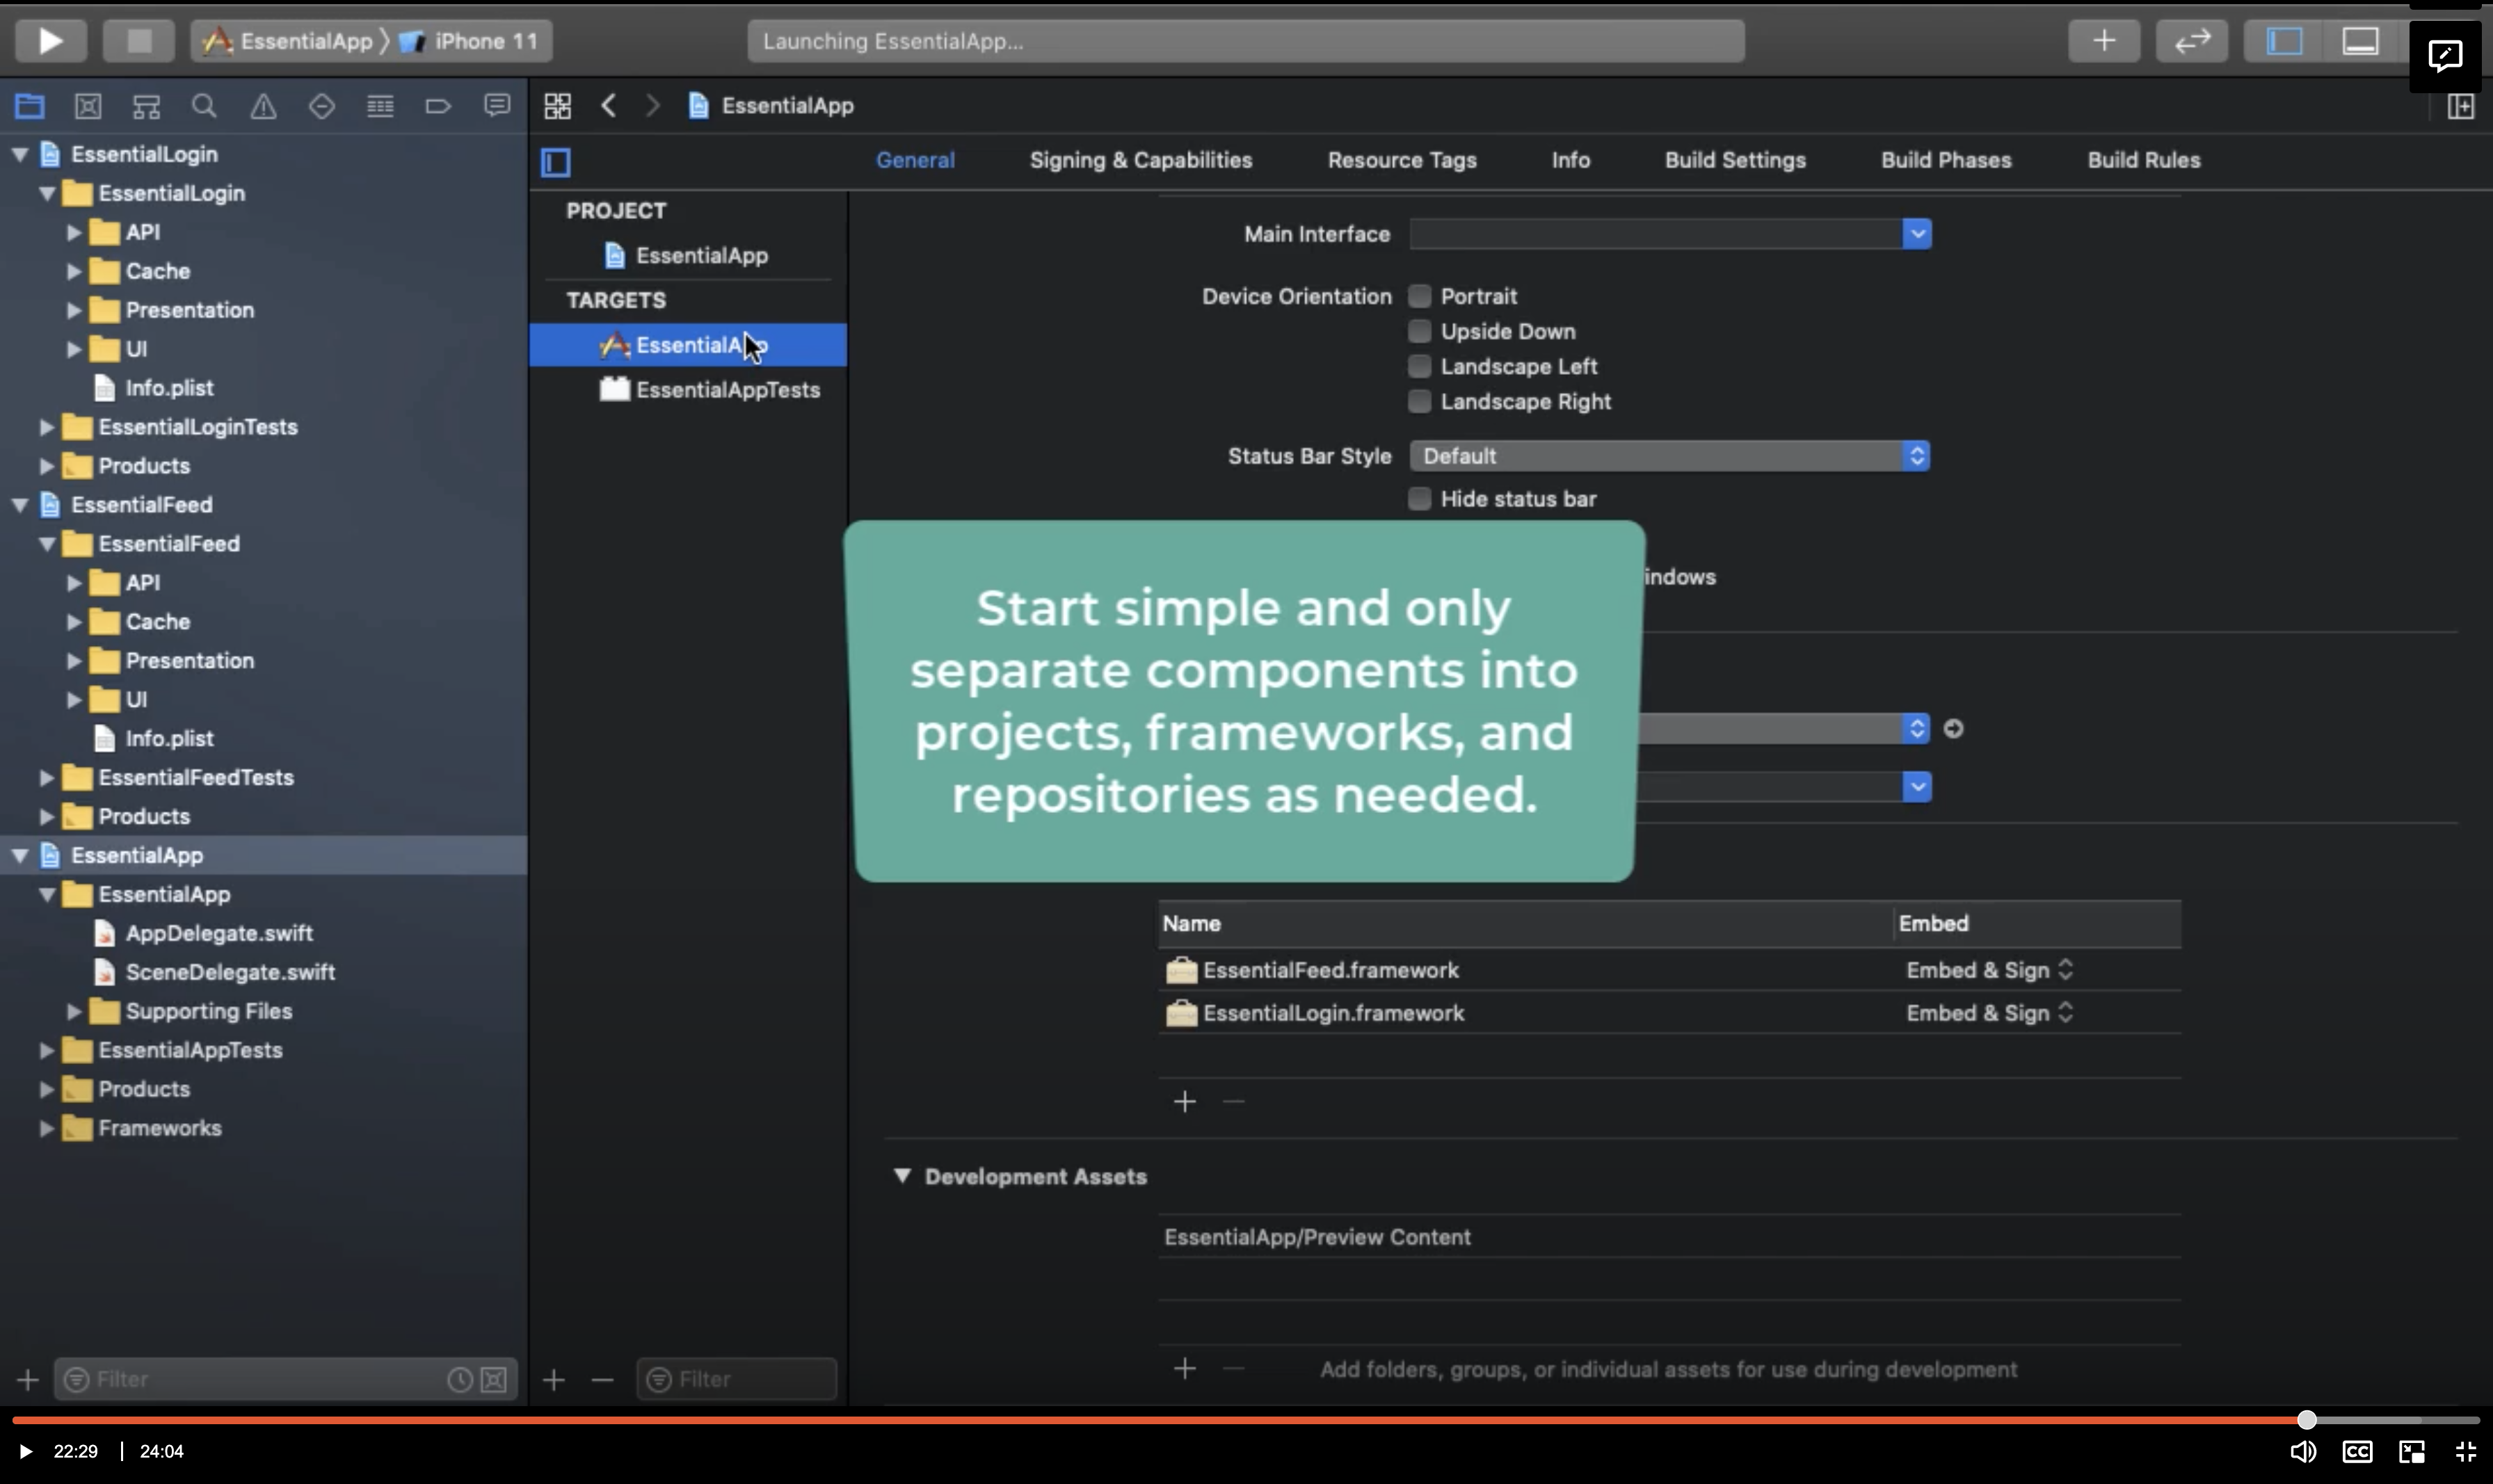 EssentialApp 〉 iPhone 11
Launching EssentialApp...
EssentialApp
General Signing & Capabilities Resource Tags Info Build Settings Build Phases Build Rules
EssentialLogin
EssentialLogin
API
Cache
Presentation
UI
Info.plist
EssentialLoginTests
Products
EssentialFeed
EssentialFeed
API
Cache
Presentation
UI
Info.plist
EssentialFeedTests
Products
EssentialApp
EssentialApp
AppDelegate.swift
SceneDelegate.swift
Supporting Files
EssentialAppTests
Products
Frameworks
Filter
PROJECT
EssentialApp
TARGETS
EssentialApp
EssentialAppTests
Filter
Main Interface
Device Orientation Portrait
Upside Down
Landscape Left
Landscape Right
Status Bar Style Default
Hide status bar
indows
Start simple and only
separate components into
projects, frameworks, and
repositories as needed.
Name Embed
EssentialFeed.framework Embed & Sign
EssentialLogin.framework Embed & Sign
Development Assets
EssentialApp/Preview Content
Add folders, groups, or individual assets for use during development
22:29 | 24:04
CC